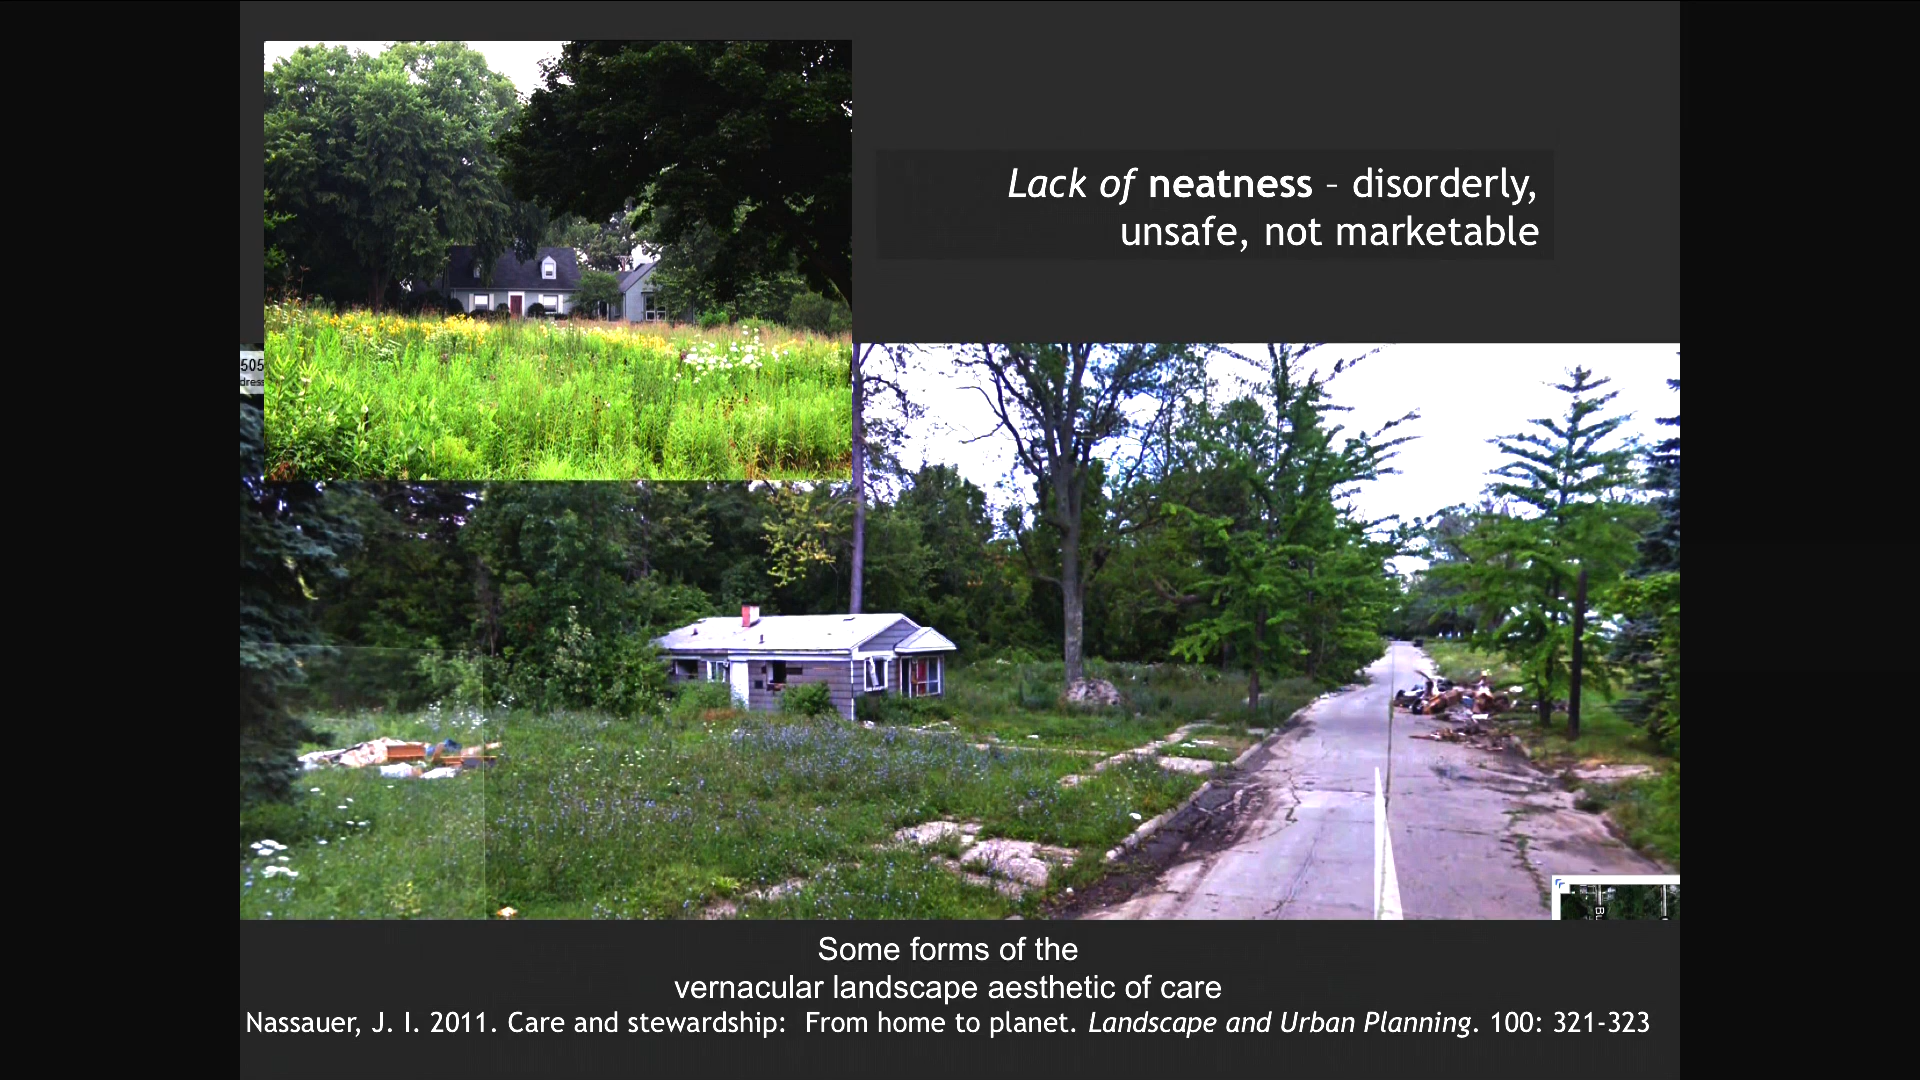 Lack of neatness – disorderly,
unsafe, not marketable
505
dress
Some forms of the
vernacular landscape aesthetic of care
Nassauer, J. I. 2011. Care and stewardship: From home to planet. Landscape and Urban Planning. 100: 321-323